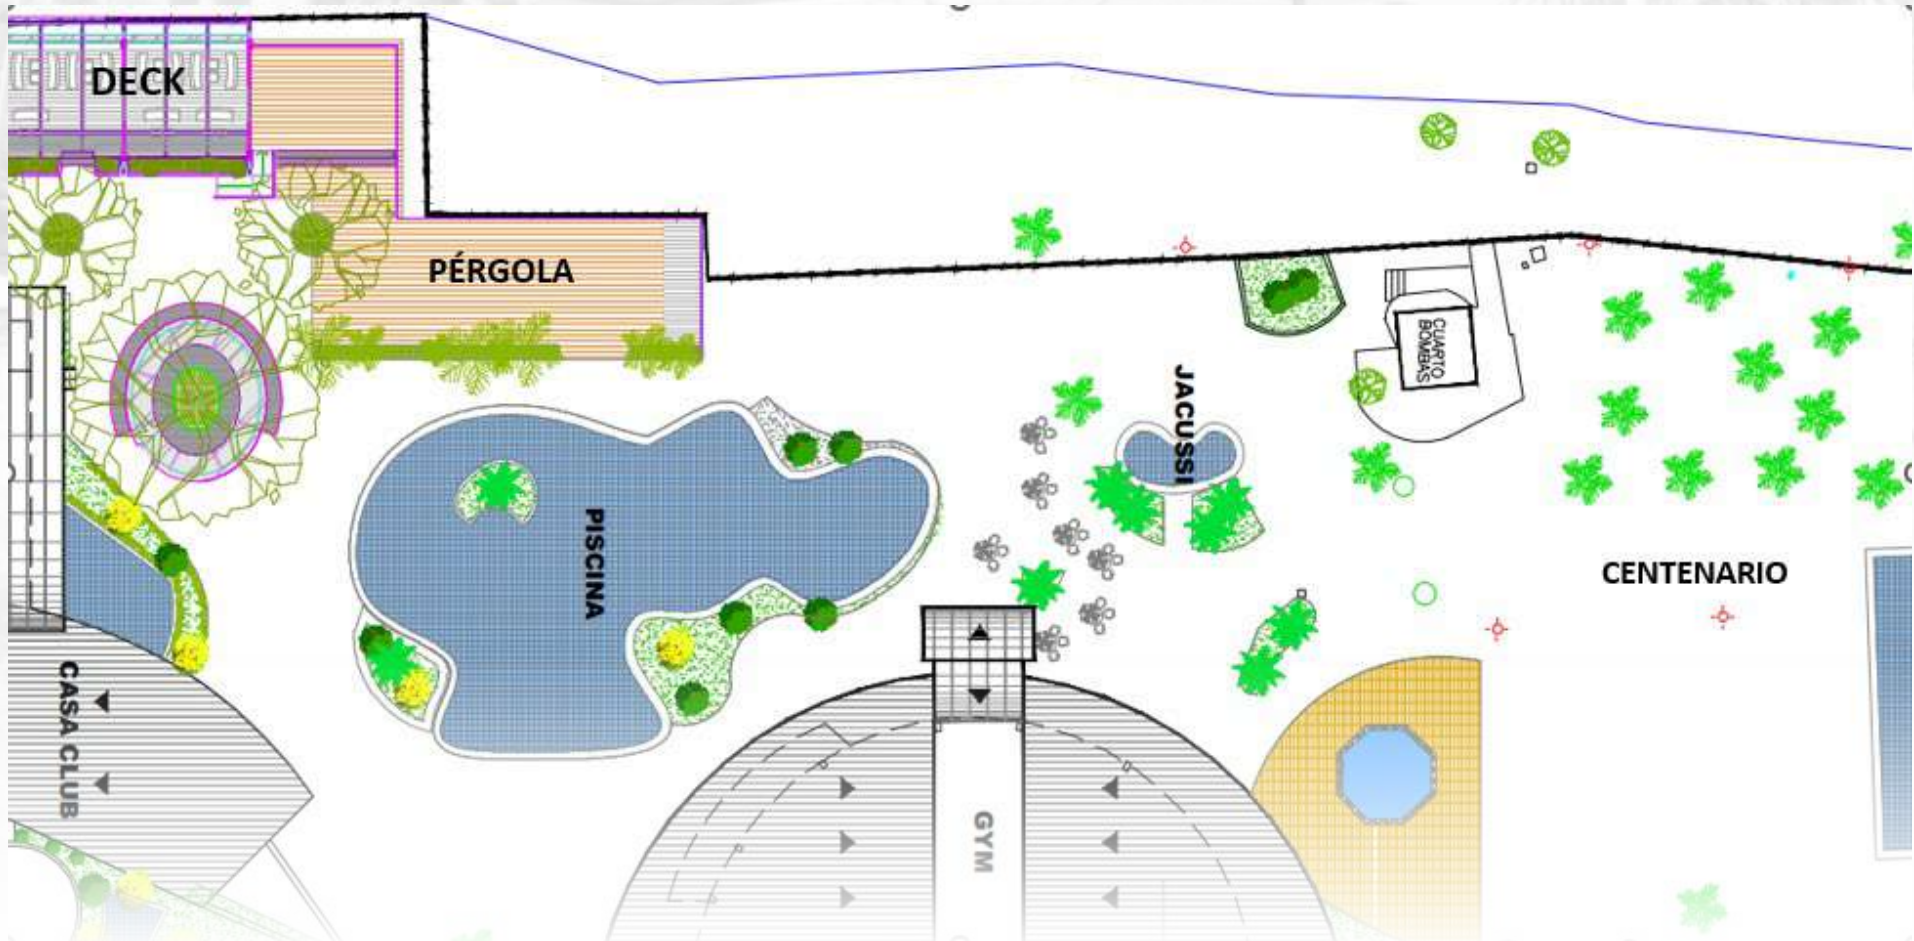 DECK
PÉRGOLA
CUARTO
BOMBAS
JACUSSI
PISCINA
CENTENARIO
CASA CLUB
GYM